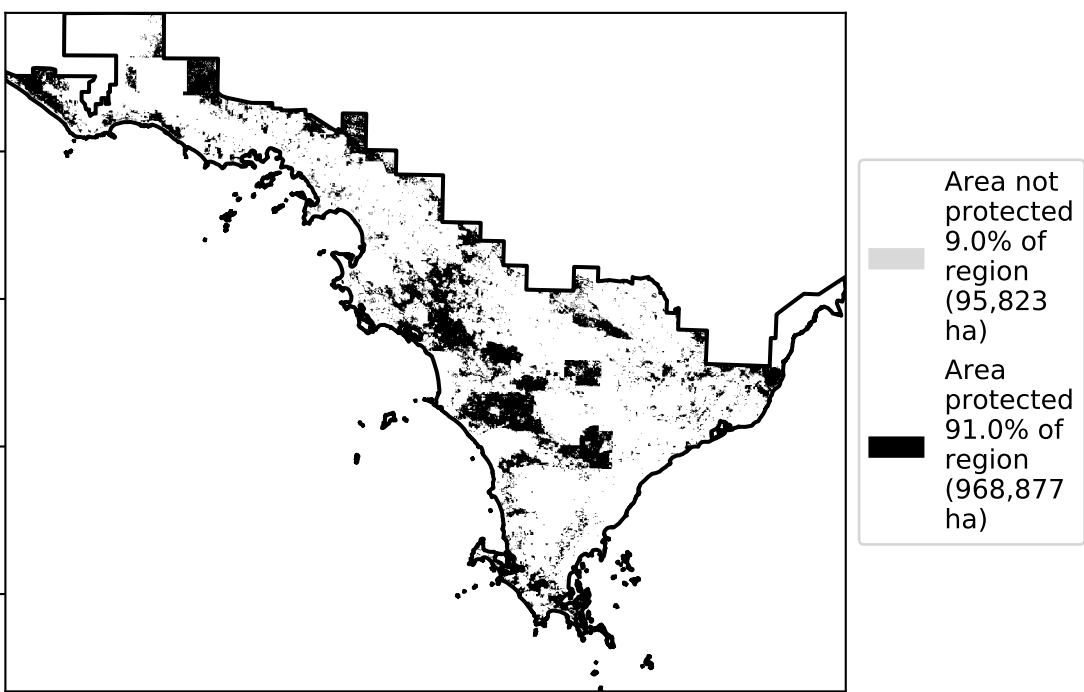 Area not
protected
9.0% of
region
(95,823
ha)
Area
protected
91.0% of
region
(968,877
ha)